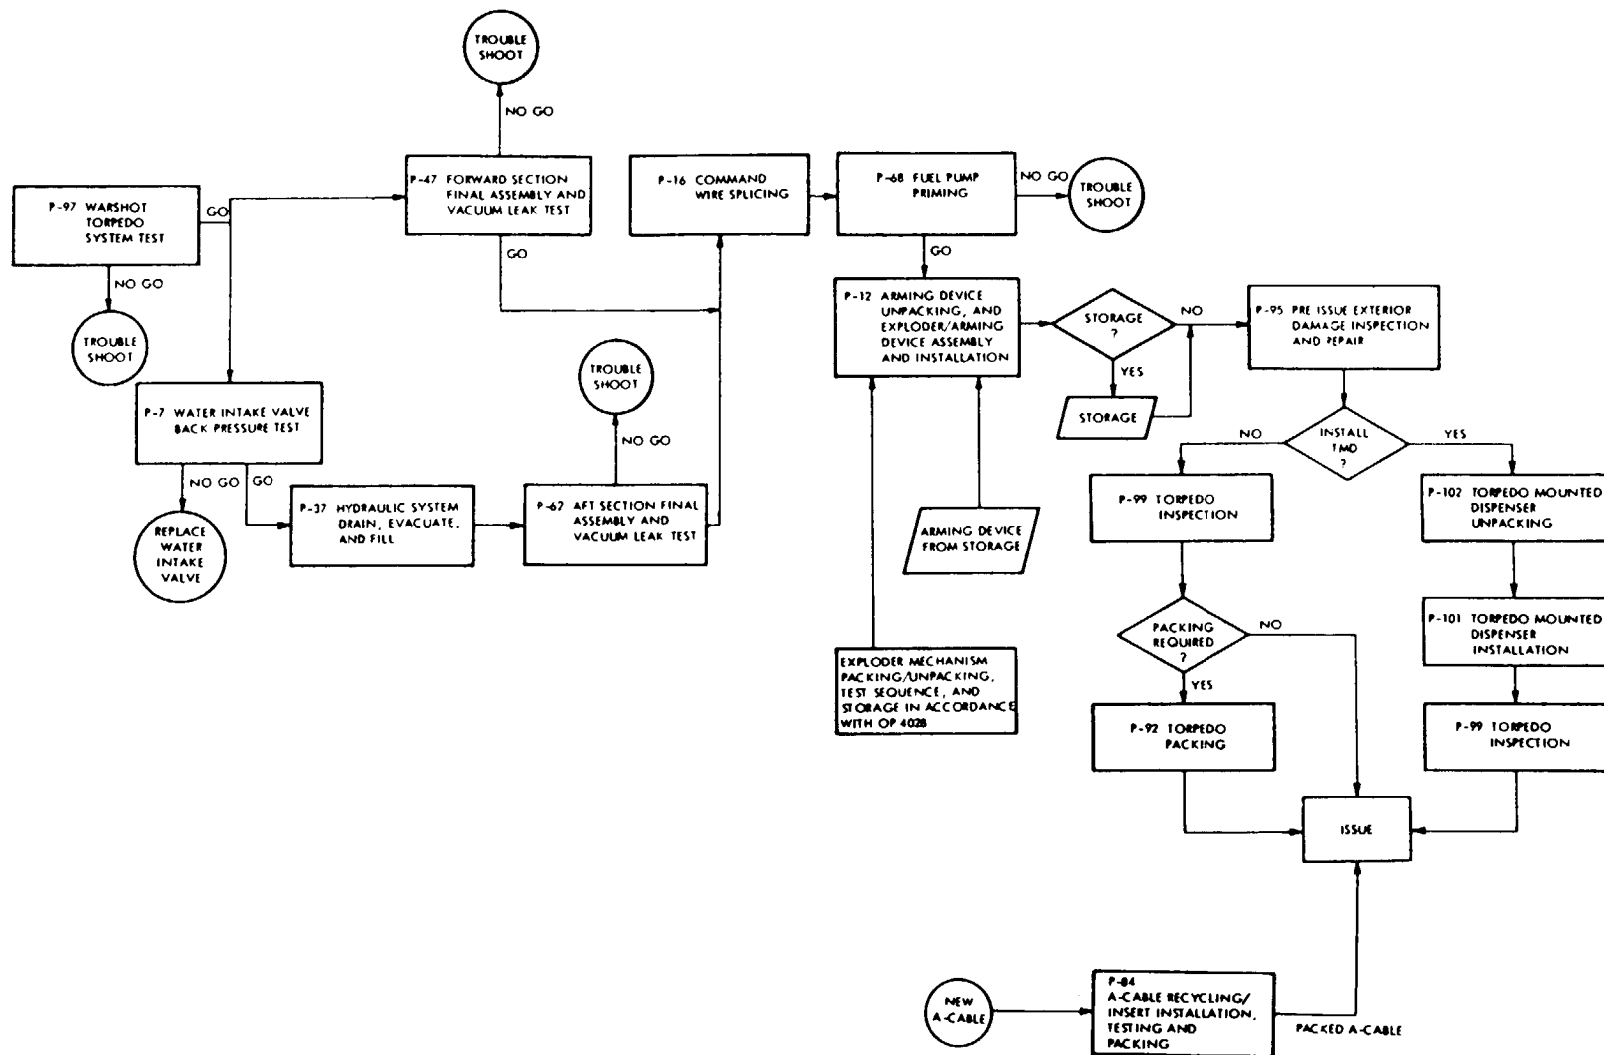 TROUBLE
SHOOT
NO GO
P-47 FORWARD SECTION
FINAL ASSEMBLY AND
VACUUM LEAK TEST
GO
P-97 WARSHOT
TORPEDO
SYSTEM TEST
GO
NO GO
TROUBLE
SHOOT
P-16 COMMAND
WIRE SPLICING
P-68 FUEL PUMP
PRIMING
NO GO
TROUBLE
SHOOT
GO
P-7 WATER INTAKE VALVE
BACK PRESSURE TEST
NO GO
GO
REPLACE
WATER
INTAKE
VALVE
P-37 HYDRAULIC SYSTEM
DRAIN, EVACUATE,
AND FILL
TROUBLE
SHOOT
NO GO
P-62 AFT SECTION FINAL
ASSEMBLY AND
VACUUM LEAK TEST
P-12 ARMING DEVICE
UNPACKING, AND
EXPLODER/ARMING
DEVICE ASSEMBLY
AND INSTALLATION
STORAGE
?
NO
YES
STORAGE
P-95 PRE ISSUE EXTERIOR
DAMAGE INSPECTION
AND REPAIR
INSTALL
TMD
?
NO
YES
ARMING DEVICE
FROM STORAGE
EXPLODER MECHANISM
PACKING/UNPACKING,
TEST SEQUENCE, AND
STORAGE IN ACCORDANCE
WITH OP 4028
P-99 TORPEDO
INSPECTION
PACKING
REQUIRED
?
NO
YES
P-92 TORPEDO
PACKING
P-102 TORPEDO MOUNTED
DISPENSER
UNPACKING
P-101 TORPEDO MOUNTED
DISPENSER
INSTALLATION
P-99 TORPEDO
INSPECTION
ISSUE
NEW
A-CABLE
P-84
A-CABLE RECYCLING/
INSERT INSTALLATION,
TESTING AND
PACKING
PACKED A-CABLE